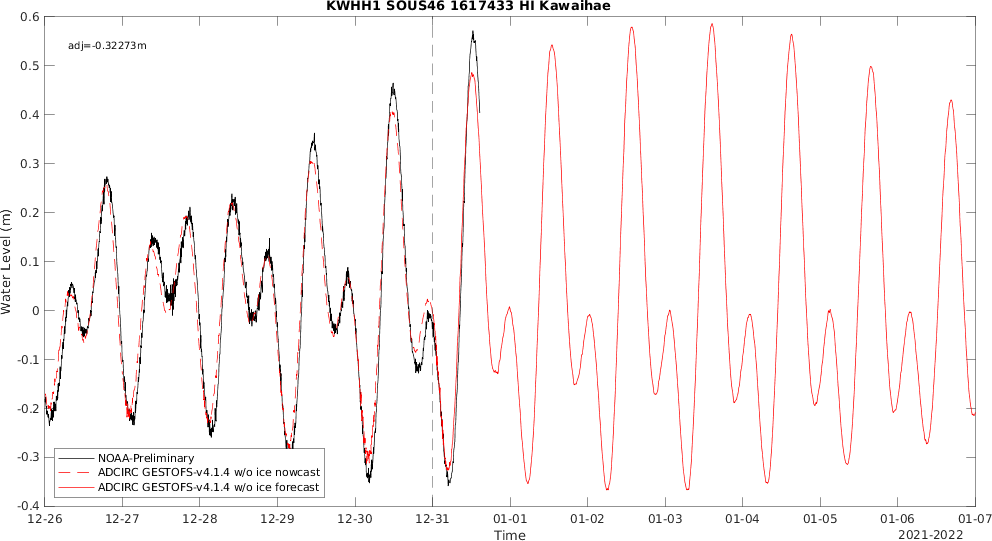 KWHH1 SOUS46 1617433 HI Kawaihae
adj=-0.32273m
0.6
0.5
0.4
0.3
0.2
0.1
0
-0.1
-0.2
-0.3
-0.4
Water Level (m)
NOAA-Preliminary
ADCIRC GESTOFS-v4.1.4 w/o ice nowcast
ADCIRC GESTOFS-v4.1.4 w/o ice forecast
12-26 12-27 12-28 12-29 12-30 12-31 01-01 01-02 01-03 01-04 01-05 01-06 01-07
Time
2021-2022